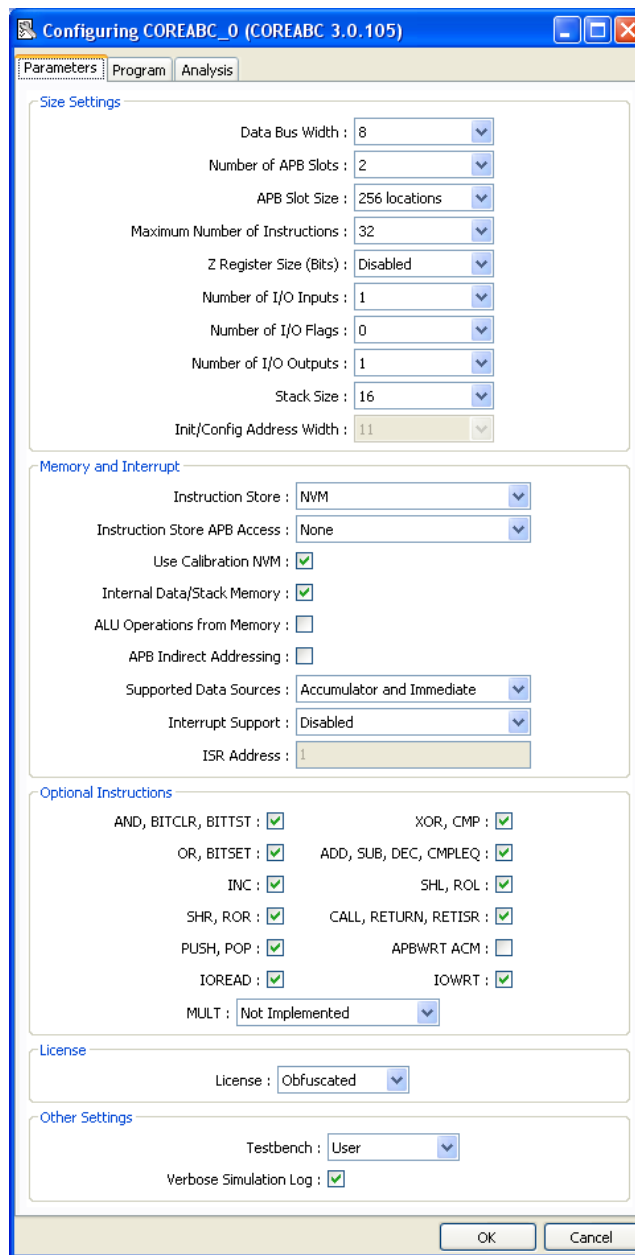 Configuring COREABC_0 (COREABC 3.0.105)
Parameters Program Analysis
Size Settings
Data Bus Width : 8
Number of APB Slots : 2
APB Slot Size : 256 locations
Maximum Number of Instructions : 32
Z Register Size (Bits) : Disabled
Number of I/O Inputs : 1
Number of I/O Flags : 0
Number of I/O Outputs : 1
Stack Size : 16
Init/Config Address Width : 11
Memory and Interrupt
Instruction Store : NVM
Instruction Store APB Access : None
Use Calibration NVM :
Internal Data/Stack Memory :
ALU Operations from Memory :
APB Indirect Addressing :
Supported Data Sources : Accumulator and Immediate
Interrupt Support : Disabled
ISR Address : 1
Optional Instructions
AND, BITCLR, BITTST : XOR, CMP :
OR, BITSET : ADD, SUB, DEC, CMPLEQ :
INC : SHL, ROL :
SHR, ROR : CALL, RETURN, RETISR :
PUSH, POP : APBWRT ACM :
IOREAD : IOWRT :
MULT : Not Implemented
License
License : Obfuscated
Other Settings
Testbench : User
Verbose Simulation Log :
OK Cancel